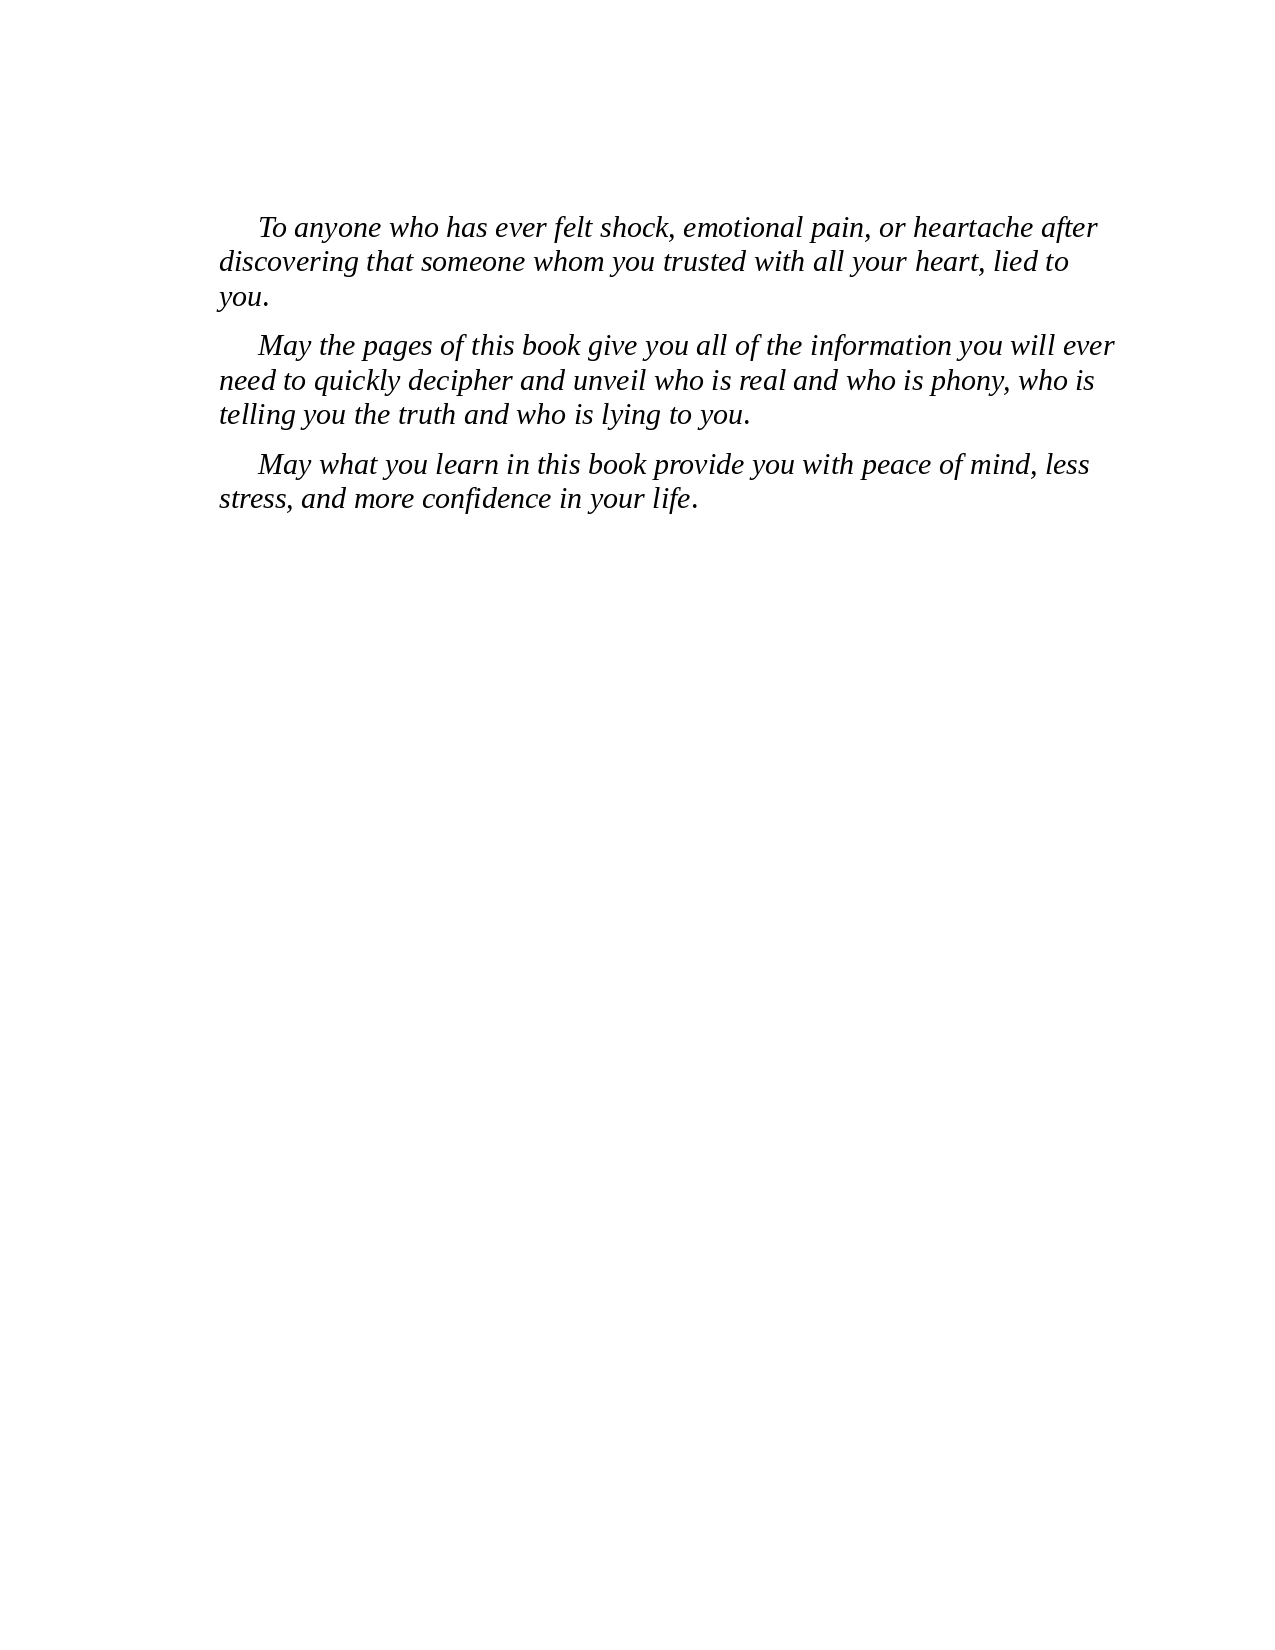 To anyone who has ever felt shock, emotional pain, or heartache after
discovering that someone whom you trusted with all your heart, lied to
you.
May the pages of this book give you all of the information you will ever
need to quickly decipher and unveil who is real and who is phony, who is
telling you the truth and who is lying to you.
May what you learn in this book provide you with peace of mind, less
stress, and more confidence in your life.